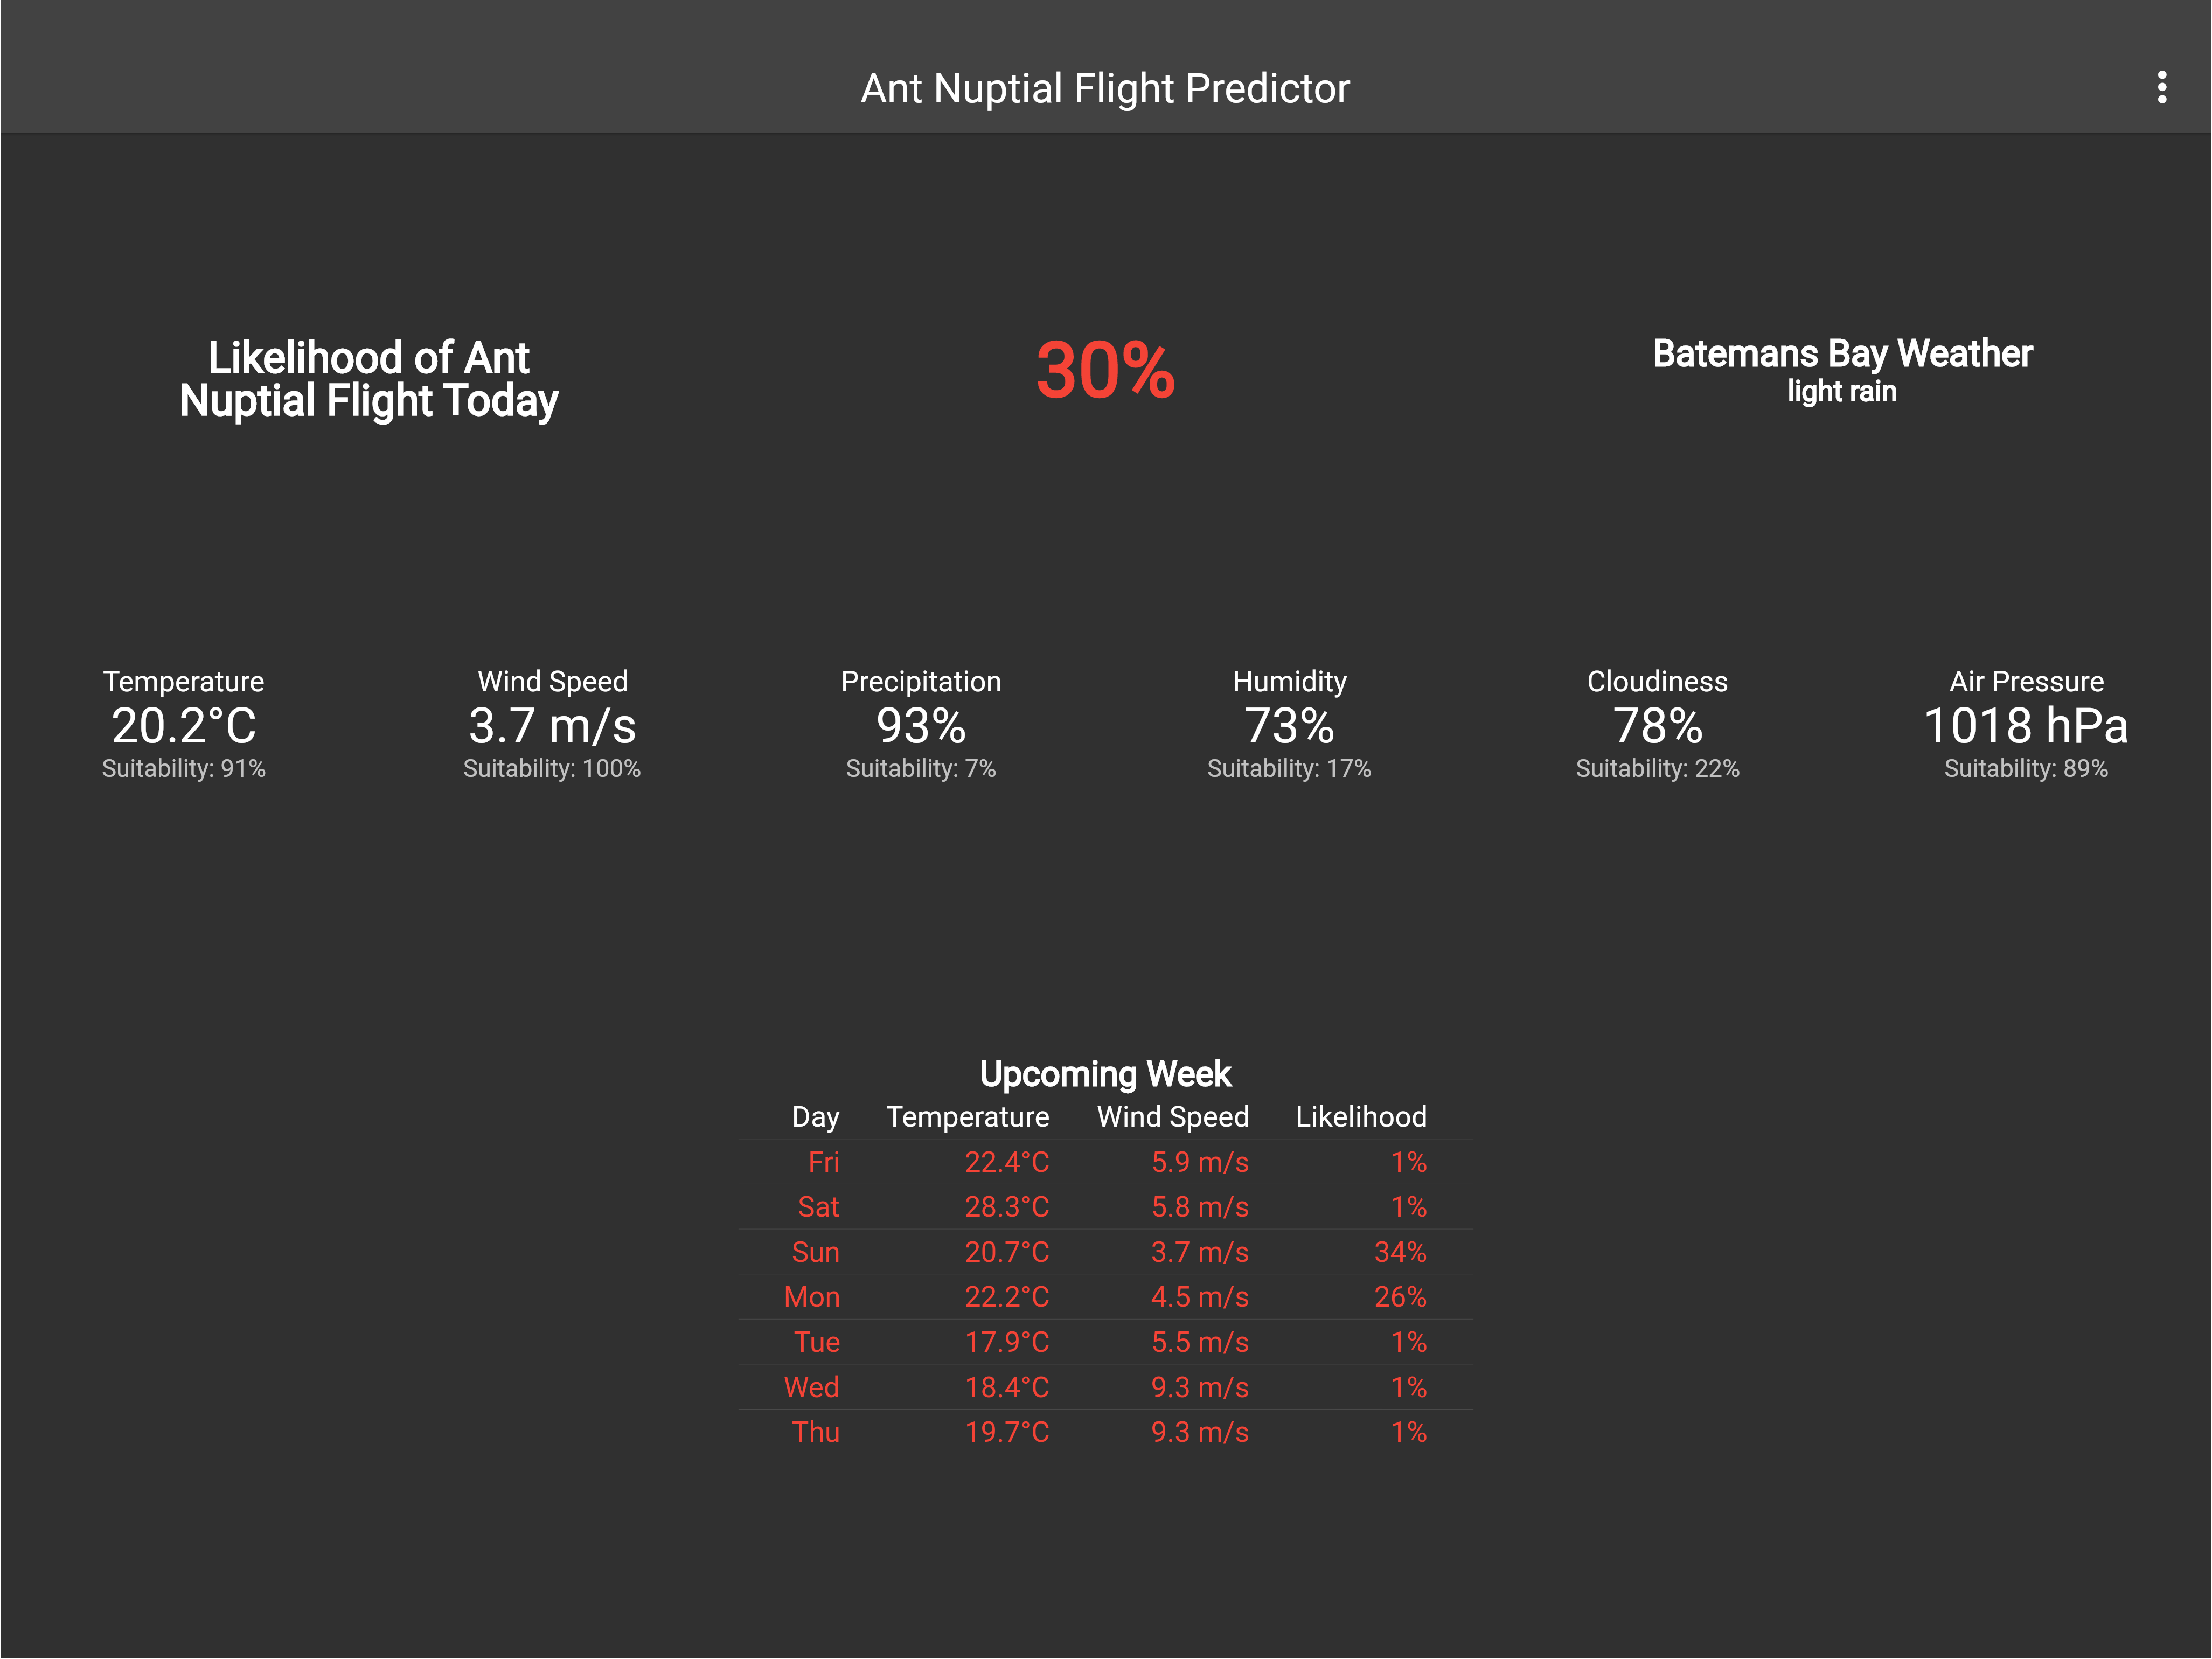 Ant Nuptial Flight Predictor
Likelihood of Ant
Nuptial Flight Today
30%
Batemans Bay Weather
light rain
Temperature
20.2°C
Suitability: 91%
Wind Speed
3.7 m/s
Suitability: 100%
Precipitation
93%
Suitability: 7%
Humidity
73%
Suitability: 17%
Cloudiness
78%
Suitability: 22%
Air Pressure
1018 hPa
Suitability: 89%
Upcoming Week
Day Temperature Wind Speed Likelihood
Fri 22.4°C 5.9 m/s 1%
Sat 28.3°C 5.8 m/s 1%
Sun 20.7°C 3.7 m/s 34%
Mon 22.2°C 4.5 m/s 26%
Tue 17.9°C 5.5 m/s 1%
Wed 18.4°C 9.3 m/s 1%
Thu 19.7°C 9.3 m/s 1%